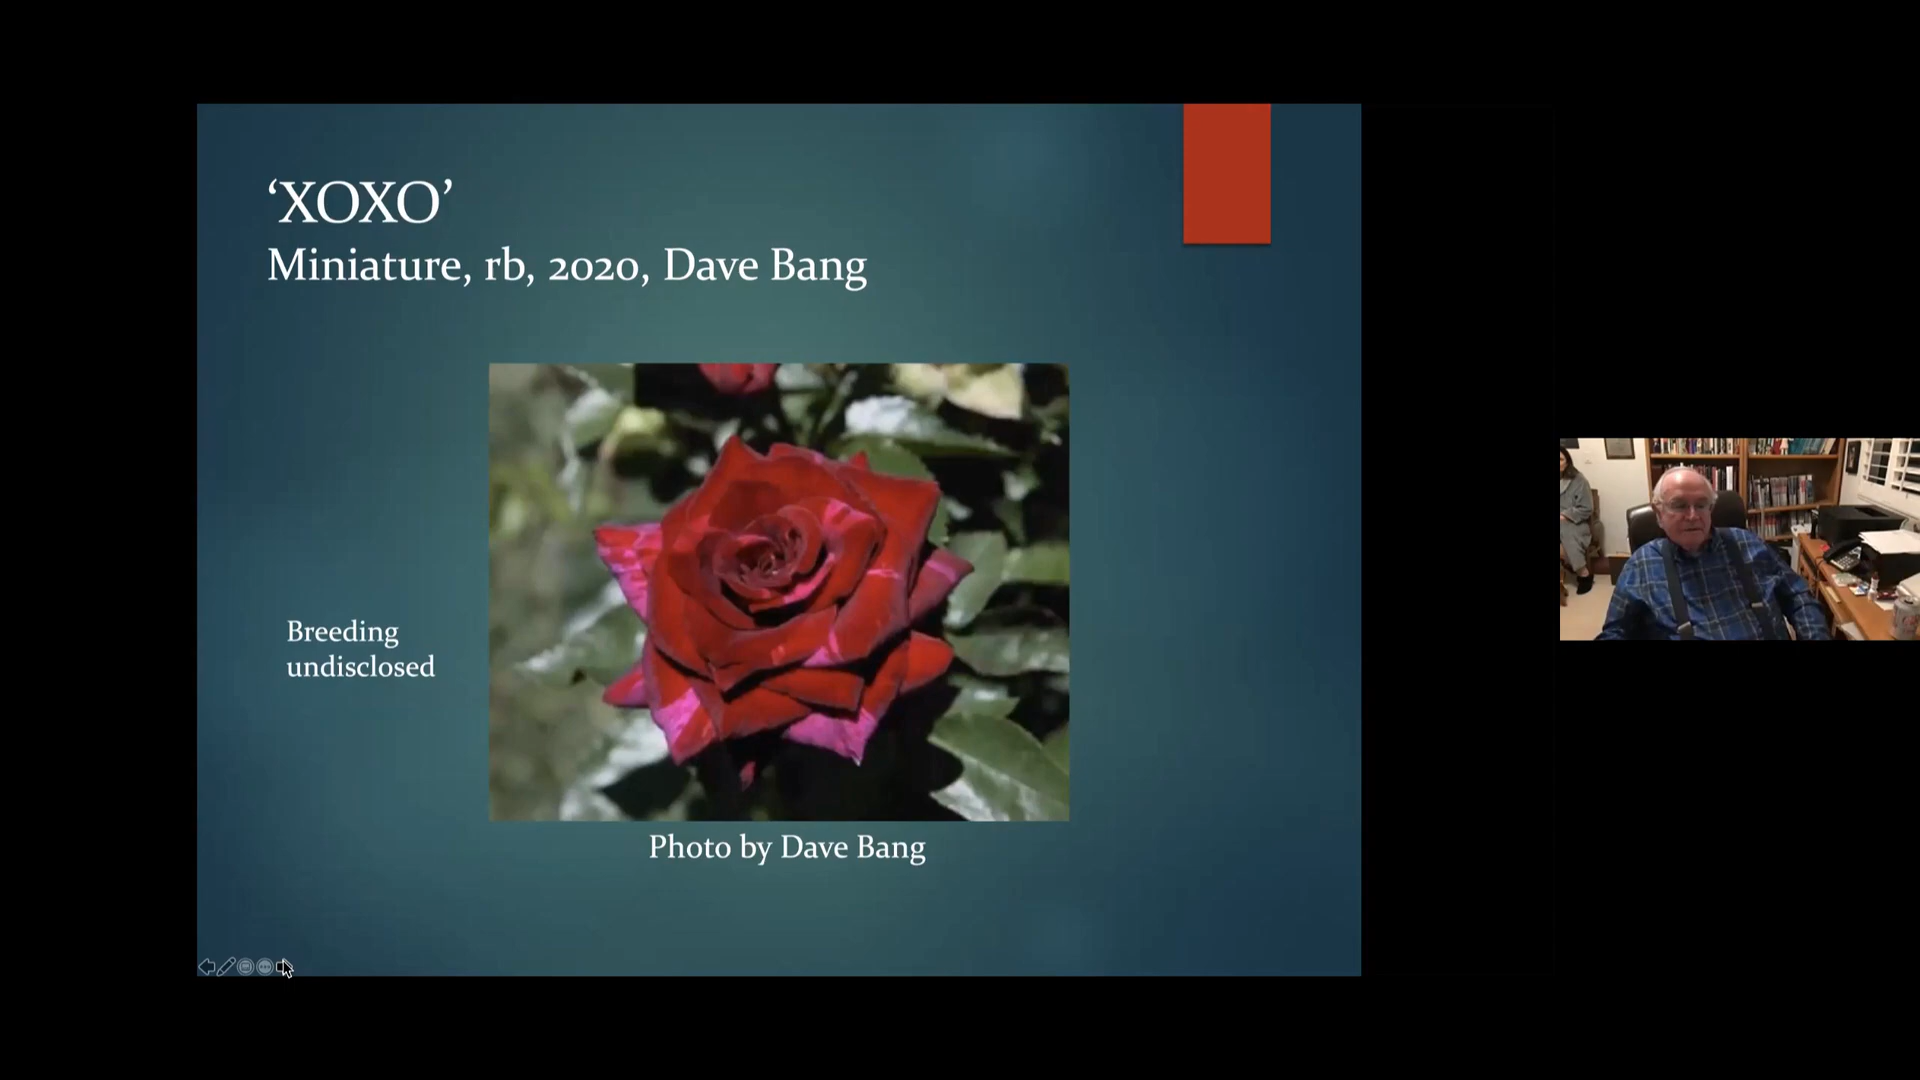 ‘XOXO’
Miniature, rb, 2020, Dave Bang
Breeding
undisclosed
Photo by Dave Bang